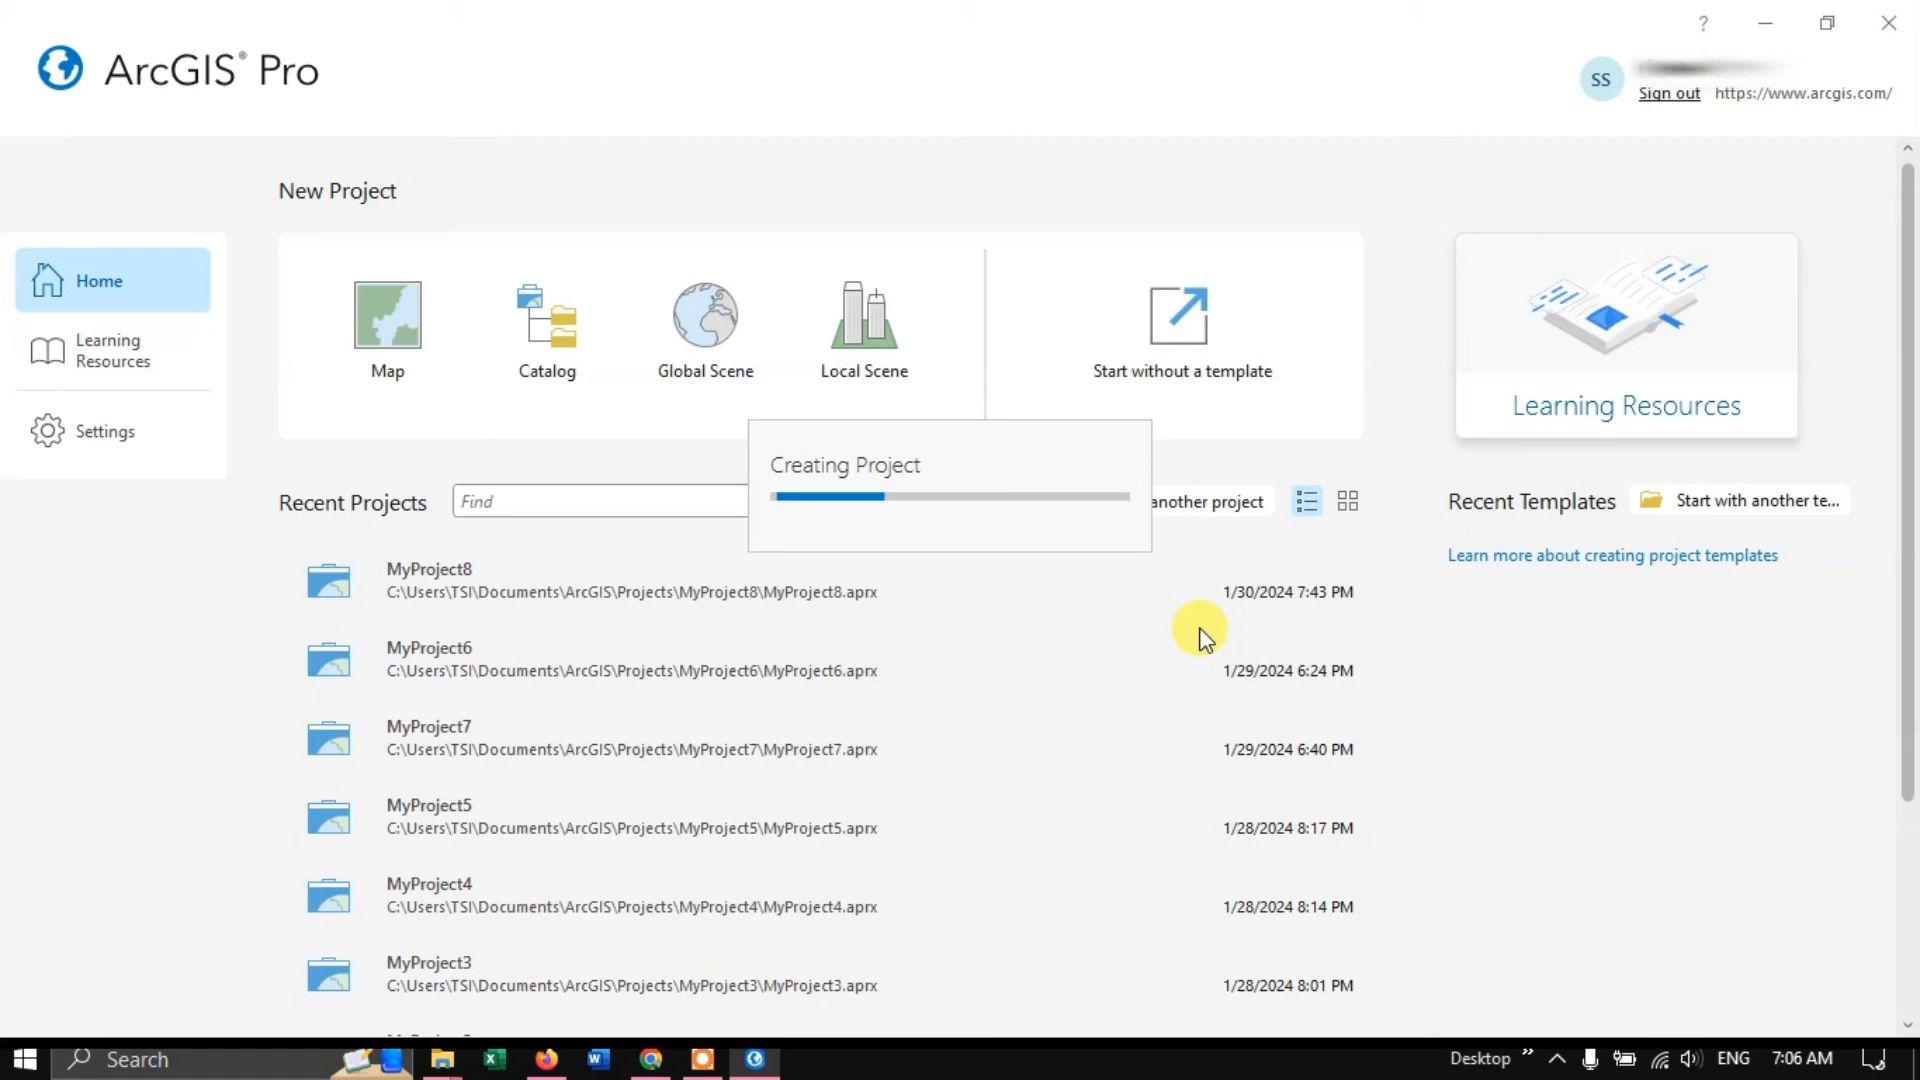 ?
ArcGIS® Pro
SS
Sign out https://www.arcgis.com/
New Project
Home
Learning
Resources
Settings
Map
Catalog
Global Scene
Local Scene
Start without a template
Learning Resources
Creating Project
Recent Projects
Find
another project
Recent Templates
Start with another te...
Learn more about creating project templates
MyProject8
C:\Users\TSI\Documents\ArcGIS\Projects\MyProject8\MyProject8.aprx
1/30/2024 7:43 PM
MyProject6
C:\Users\TSI\Documents\ArcGIS\Projects\MyProject6\MyProject6.aprx
1/29/2024 6:24 PM
MyProject7
C:\Users\TSI\Documents\ArcGIS\Projects\MyProject7\MyProject7.aprx
1/29/2024 6:40 PM
MyProject5
C:\Users\TSI\Documents\ArcGIS\Projects\MyProject5\MyProject5.aprx
1/28/2024 8:17 PM
MyProject4
C:\Users\TSI\Documents\ArcGIS\Projects\MyProject4\MyProject4.aprx
1/28/2024 8:14 PM
MyProject3
C:\Users\TSI\Documents\ArcGIS\Projects\MyProject3\MyProject3.aprx
1/28/2024 8:01 PM
Search
Desktop
ENG
7:06 AM